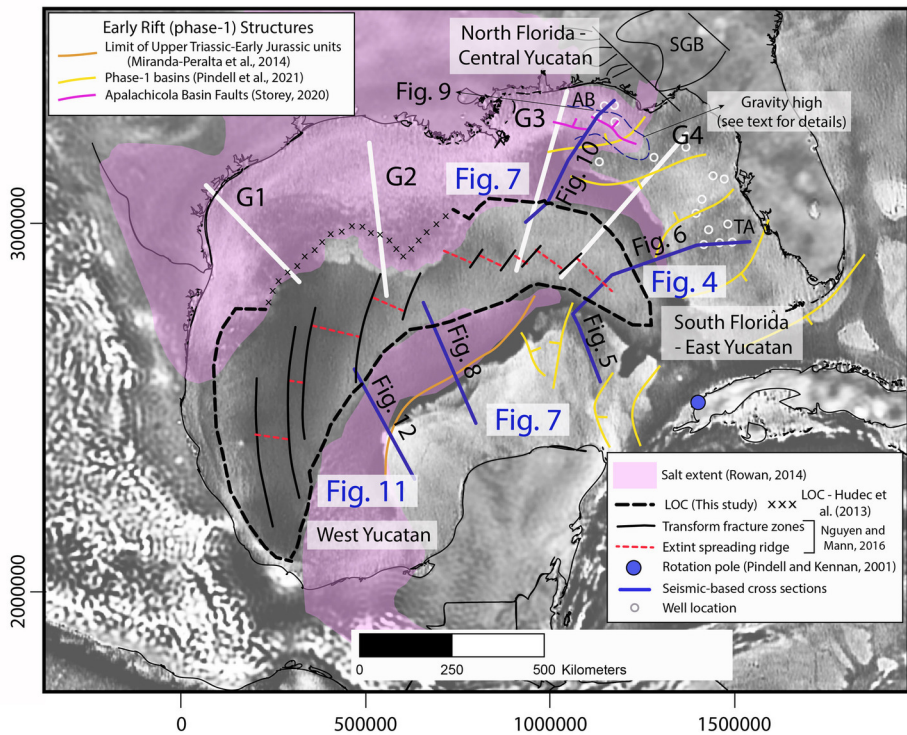 Early Rift (phase-1) Structures
Limit of Upper Triassic-Early Jurassic units
(Miranda-Peralta et al., 2014)
Phase-1 basins (Pindell et al., 2021)
Apalachicola Basin Faults (Storey, 2020)
North Florida -
Central Yucatan
SGB
Fig. 9
AB
G3
Gravity high
(see text for details)
G4
G2
Fig. 7
Fig. 10
G1
Fig. 6
TA
Fig. 4
South Florida
- East Yucatan
Fig. 5
Fig. 8
Fig. 12
Fig. 7
Fig. 11
West Yucatan
Salt extent (Rowan, 2014)
LOC (This study)
××× LOC - Hudec et
al. (2013)
Transform fracture zones
Extint spreading ridge
Nguyen and
Mann, 2016
Rotation pole (Pindell and Kennan, 2001)
Seismic-based cross sections
Well location
0 250 500 Kilometers
3000000
2000000
0 500000 1000000 1500000